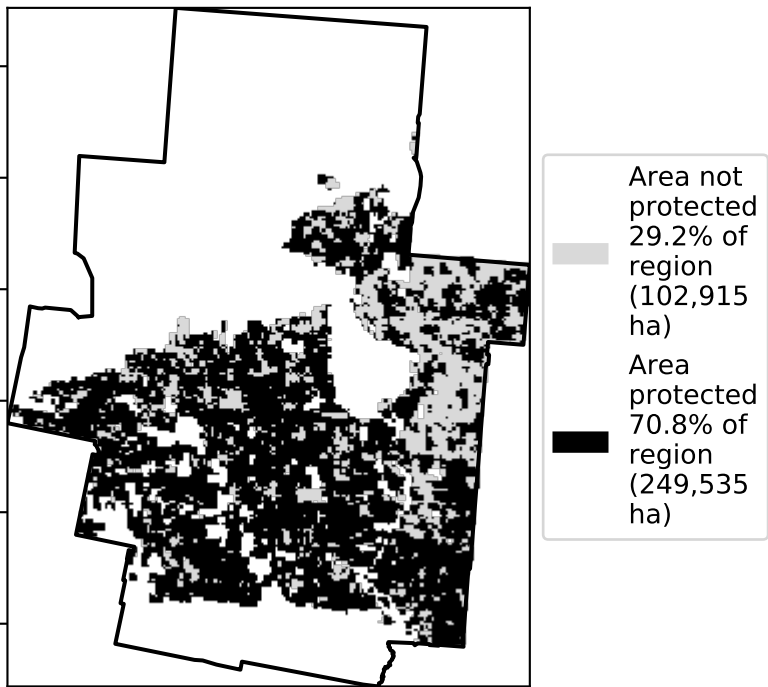 Area not
protected
29.2% of
region
(102,915
ha)
Area
protected
70.8% of
region
(249,535
ha)